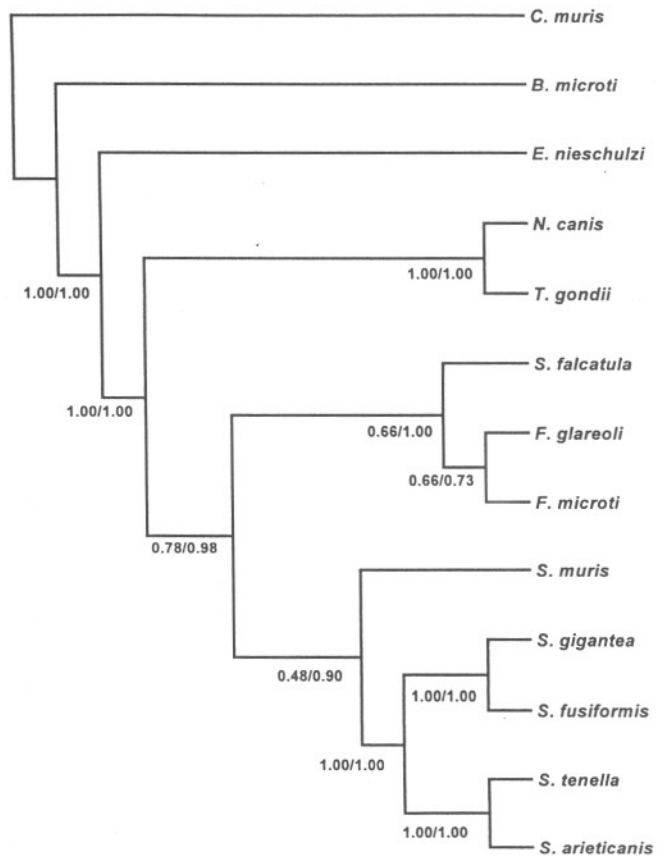 C. muris
B. microti
E. nieschulzi
N. canis
1.00/1.00
1.00/1.00
T. gondii
S. falcatula
1.00/1.00
0.66/1.00
F. glareoli
0.66/0.73
F. microti
0.78/0.98
S. muris
S. gigantea
0.48/0.90
1.00/1.00
S. fusiformis
1.00/1.00
S. tenella
1.00/1.00
S. arieticanis